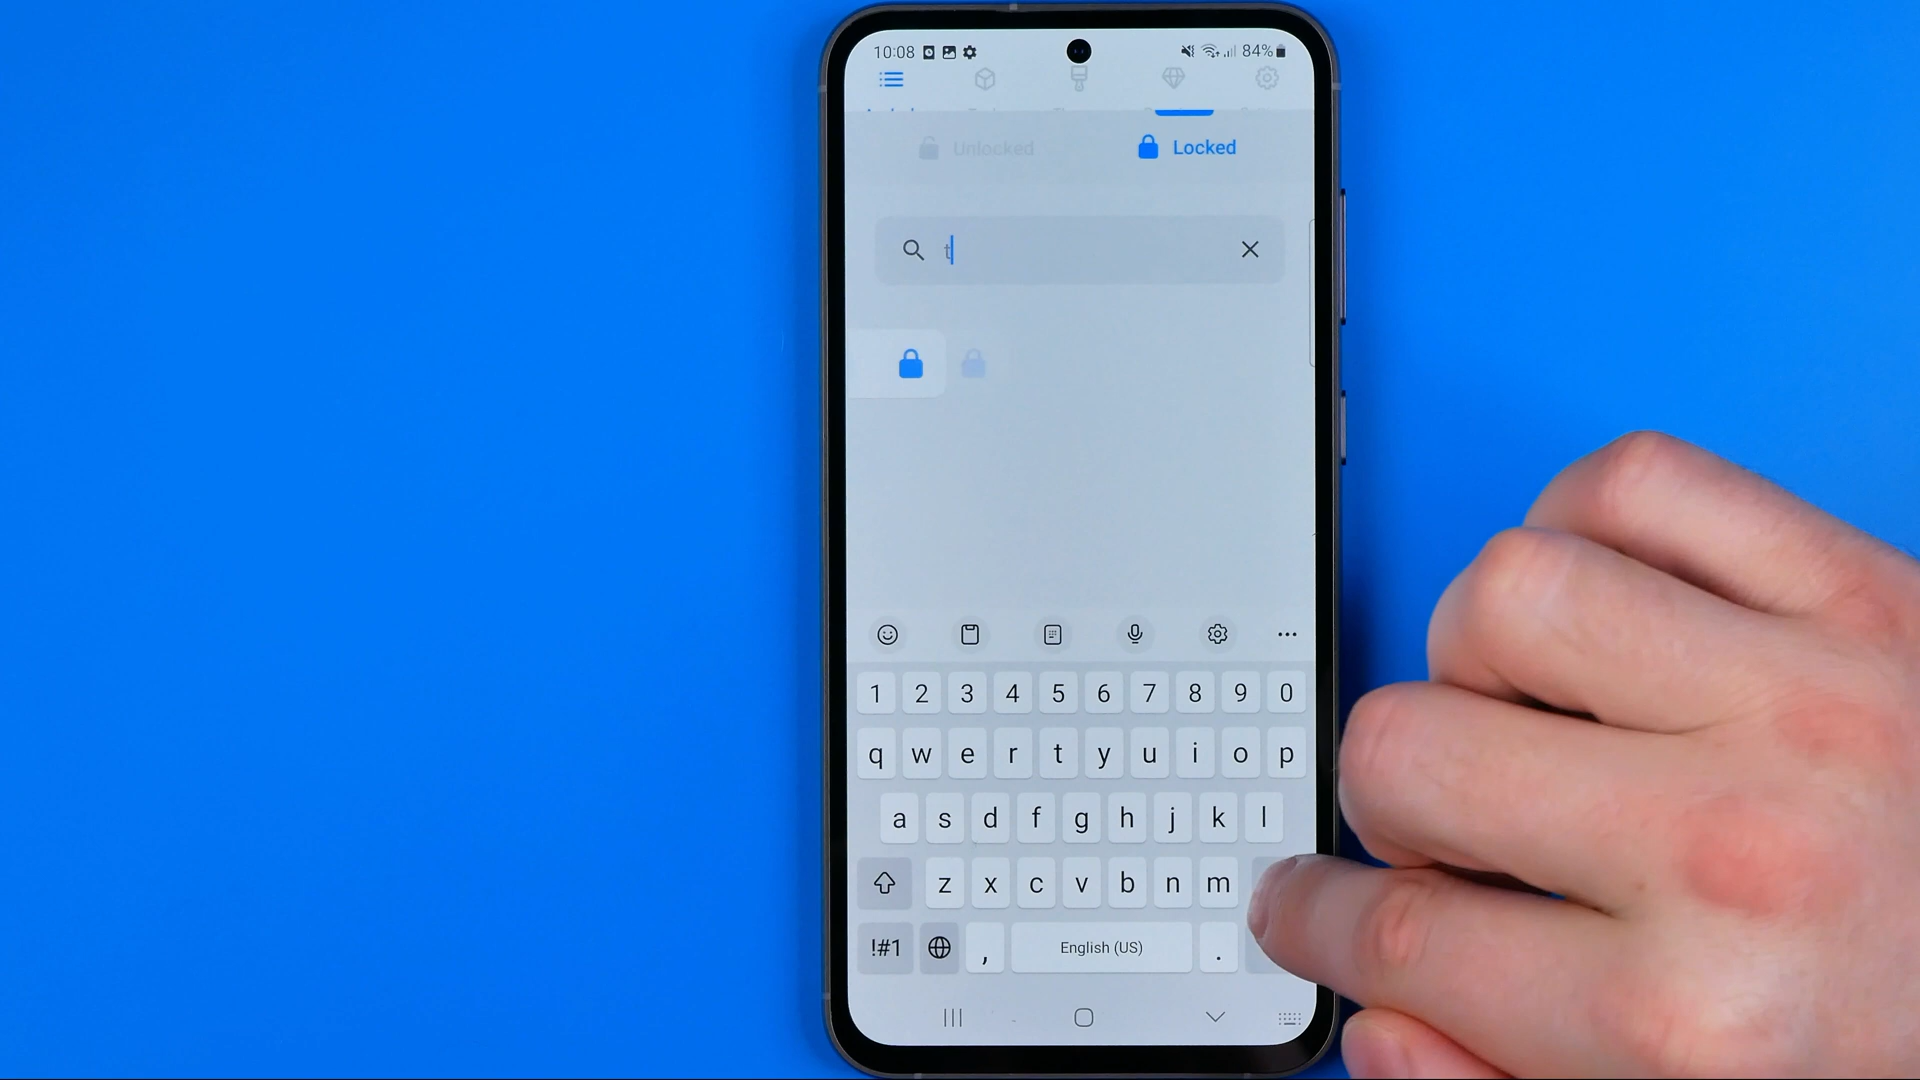 10:08 84%
Unlocked Locked
t
1 2 3 4 5 6 7 8 9 0
q w e r t y u i o p
a s d f g h j k l
z x c v b n m
!#1 , English (US) .